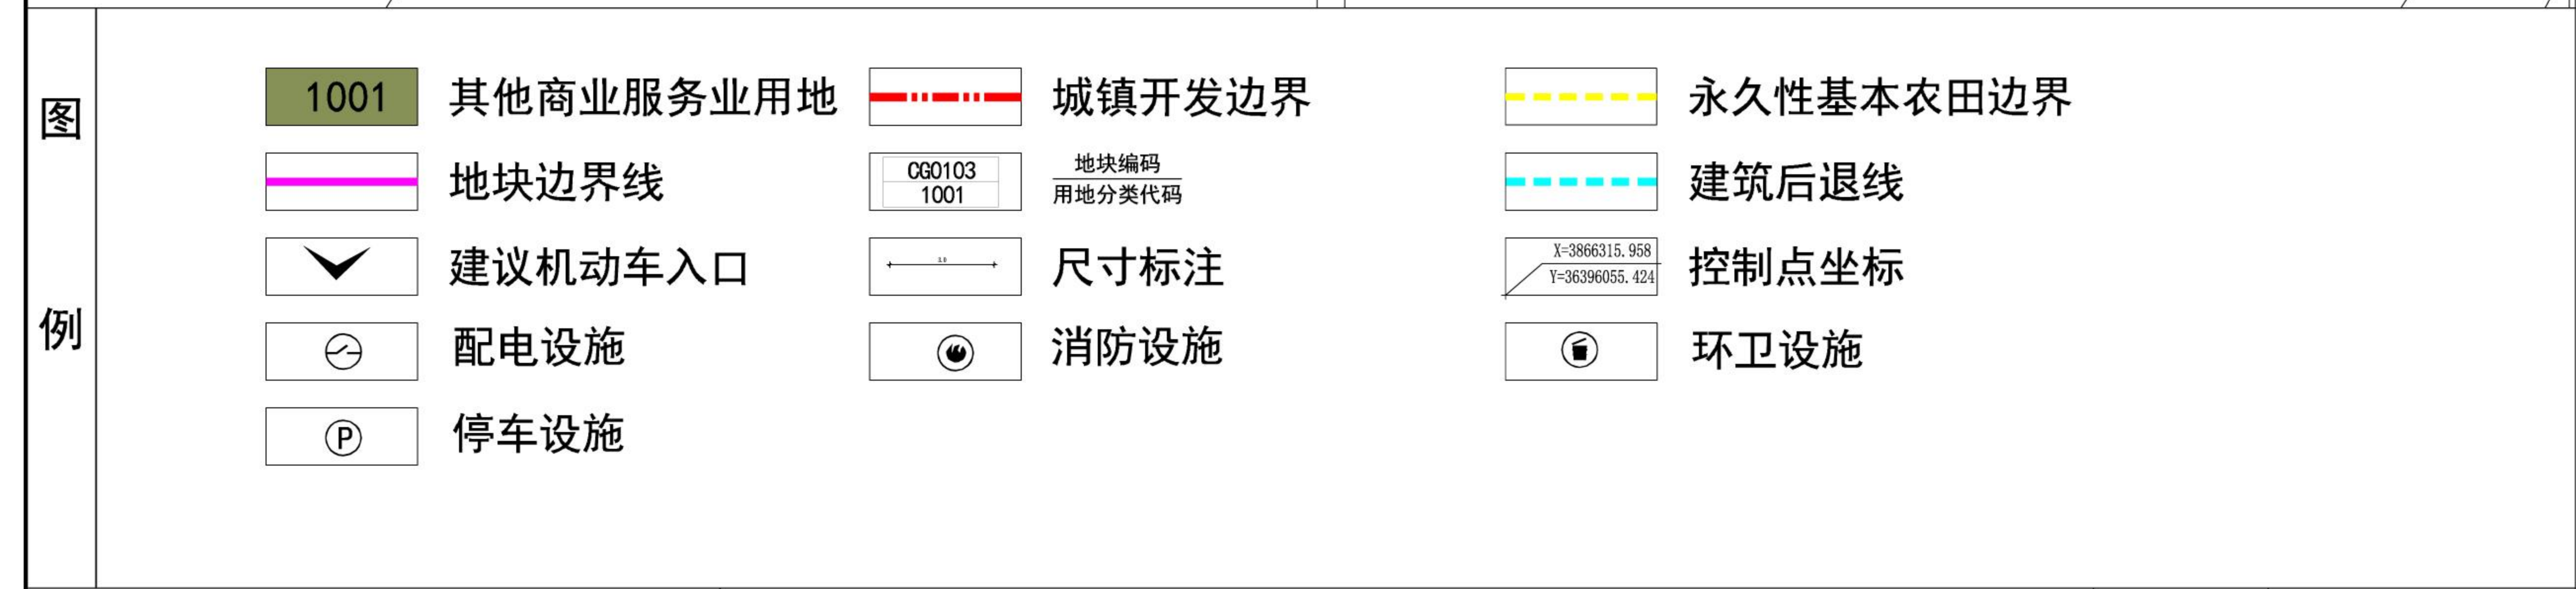 图例
1001 其他商业服务业用地 城镇开发边界 永久性基本农田边界
地块边界线 CG0103 地块编码 建筑后退线
1001 用地分类代码
建议机动车入口 3.0 尺寸标注 X=3866315.958 控制点坐标
Y=36396055.424
配电设施 消防设施 环卫设施
P 停车设施